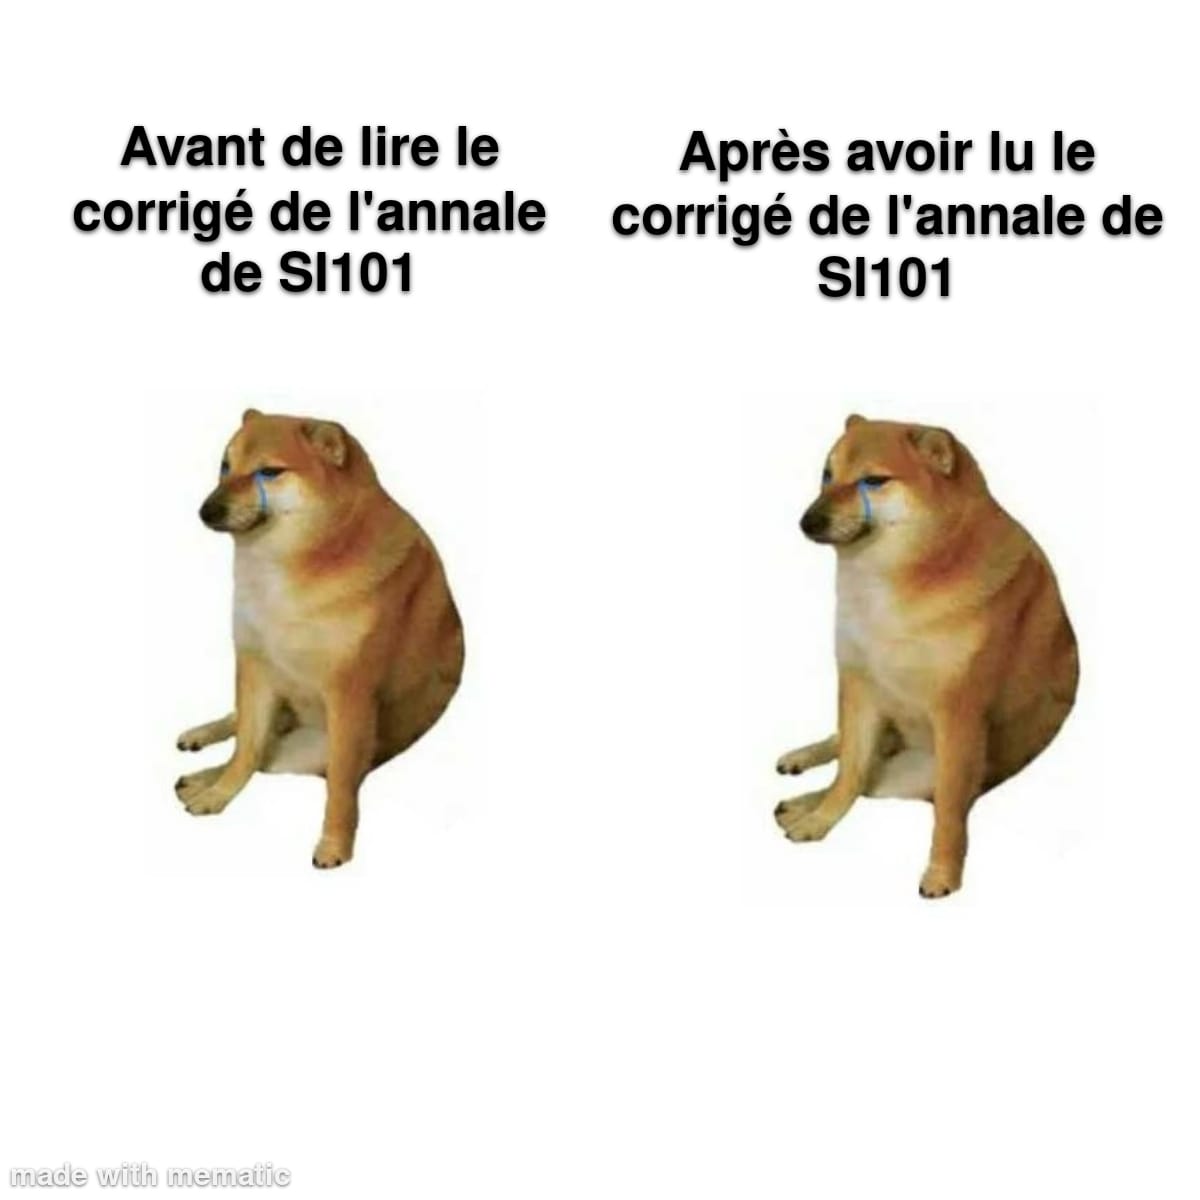 Avant de lire le
corrigé de l'annale
de SI101
Après avoir lu le
corrigé de l'annale de
SI101
made with mematic